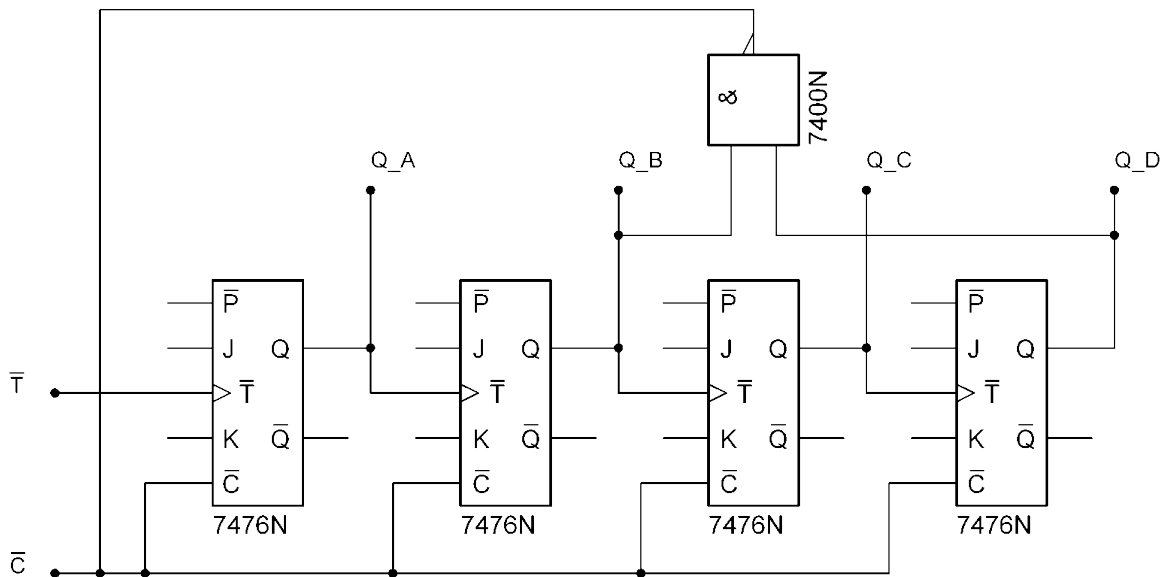 &
7400N
Q_A
Q_B
Q_C
Q_D
P̅
P̅
P̅
P̅
J Q
J Q
J Q
J Q
T̅
T̅
T̅
T̅
T̅
K Q̅
K Q̅
K Q̅
K Q̅
C̅
C̅
C̅
C̅
7476N
7476N
7476N
7476N
C̅